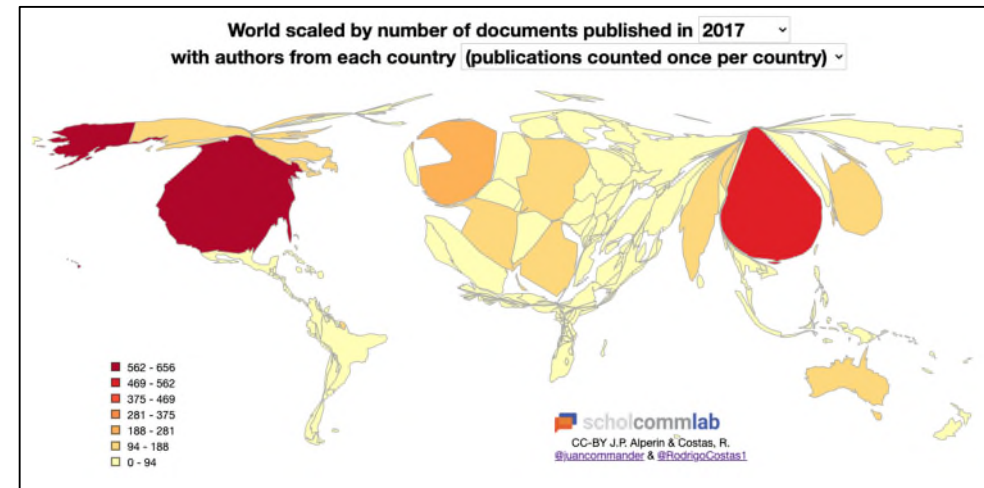 World scaled by number of documents published in 2017
with authors from each country (publications counted once per country)
562 - 656
469 - 562
375 - 469
281 - 375
188 - 281
94 - 188
0 - 94
scholcommlab
CC-BY J.P. Alperin & Costas, R.
@juancommander & @RodrigoCostas1